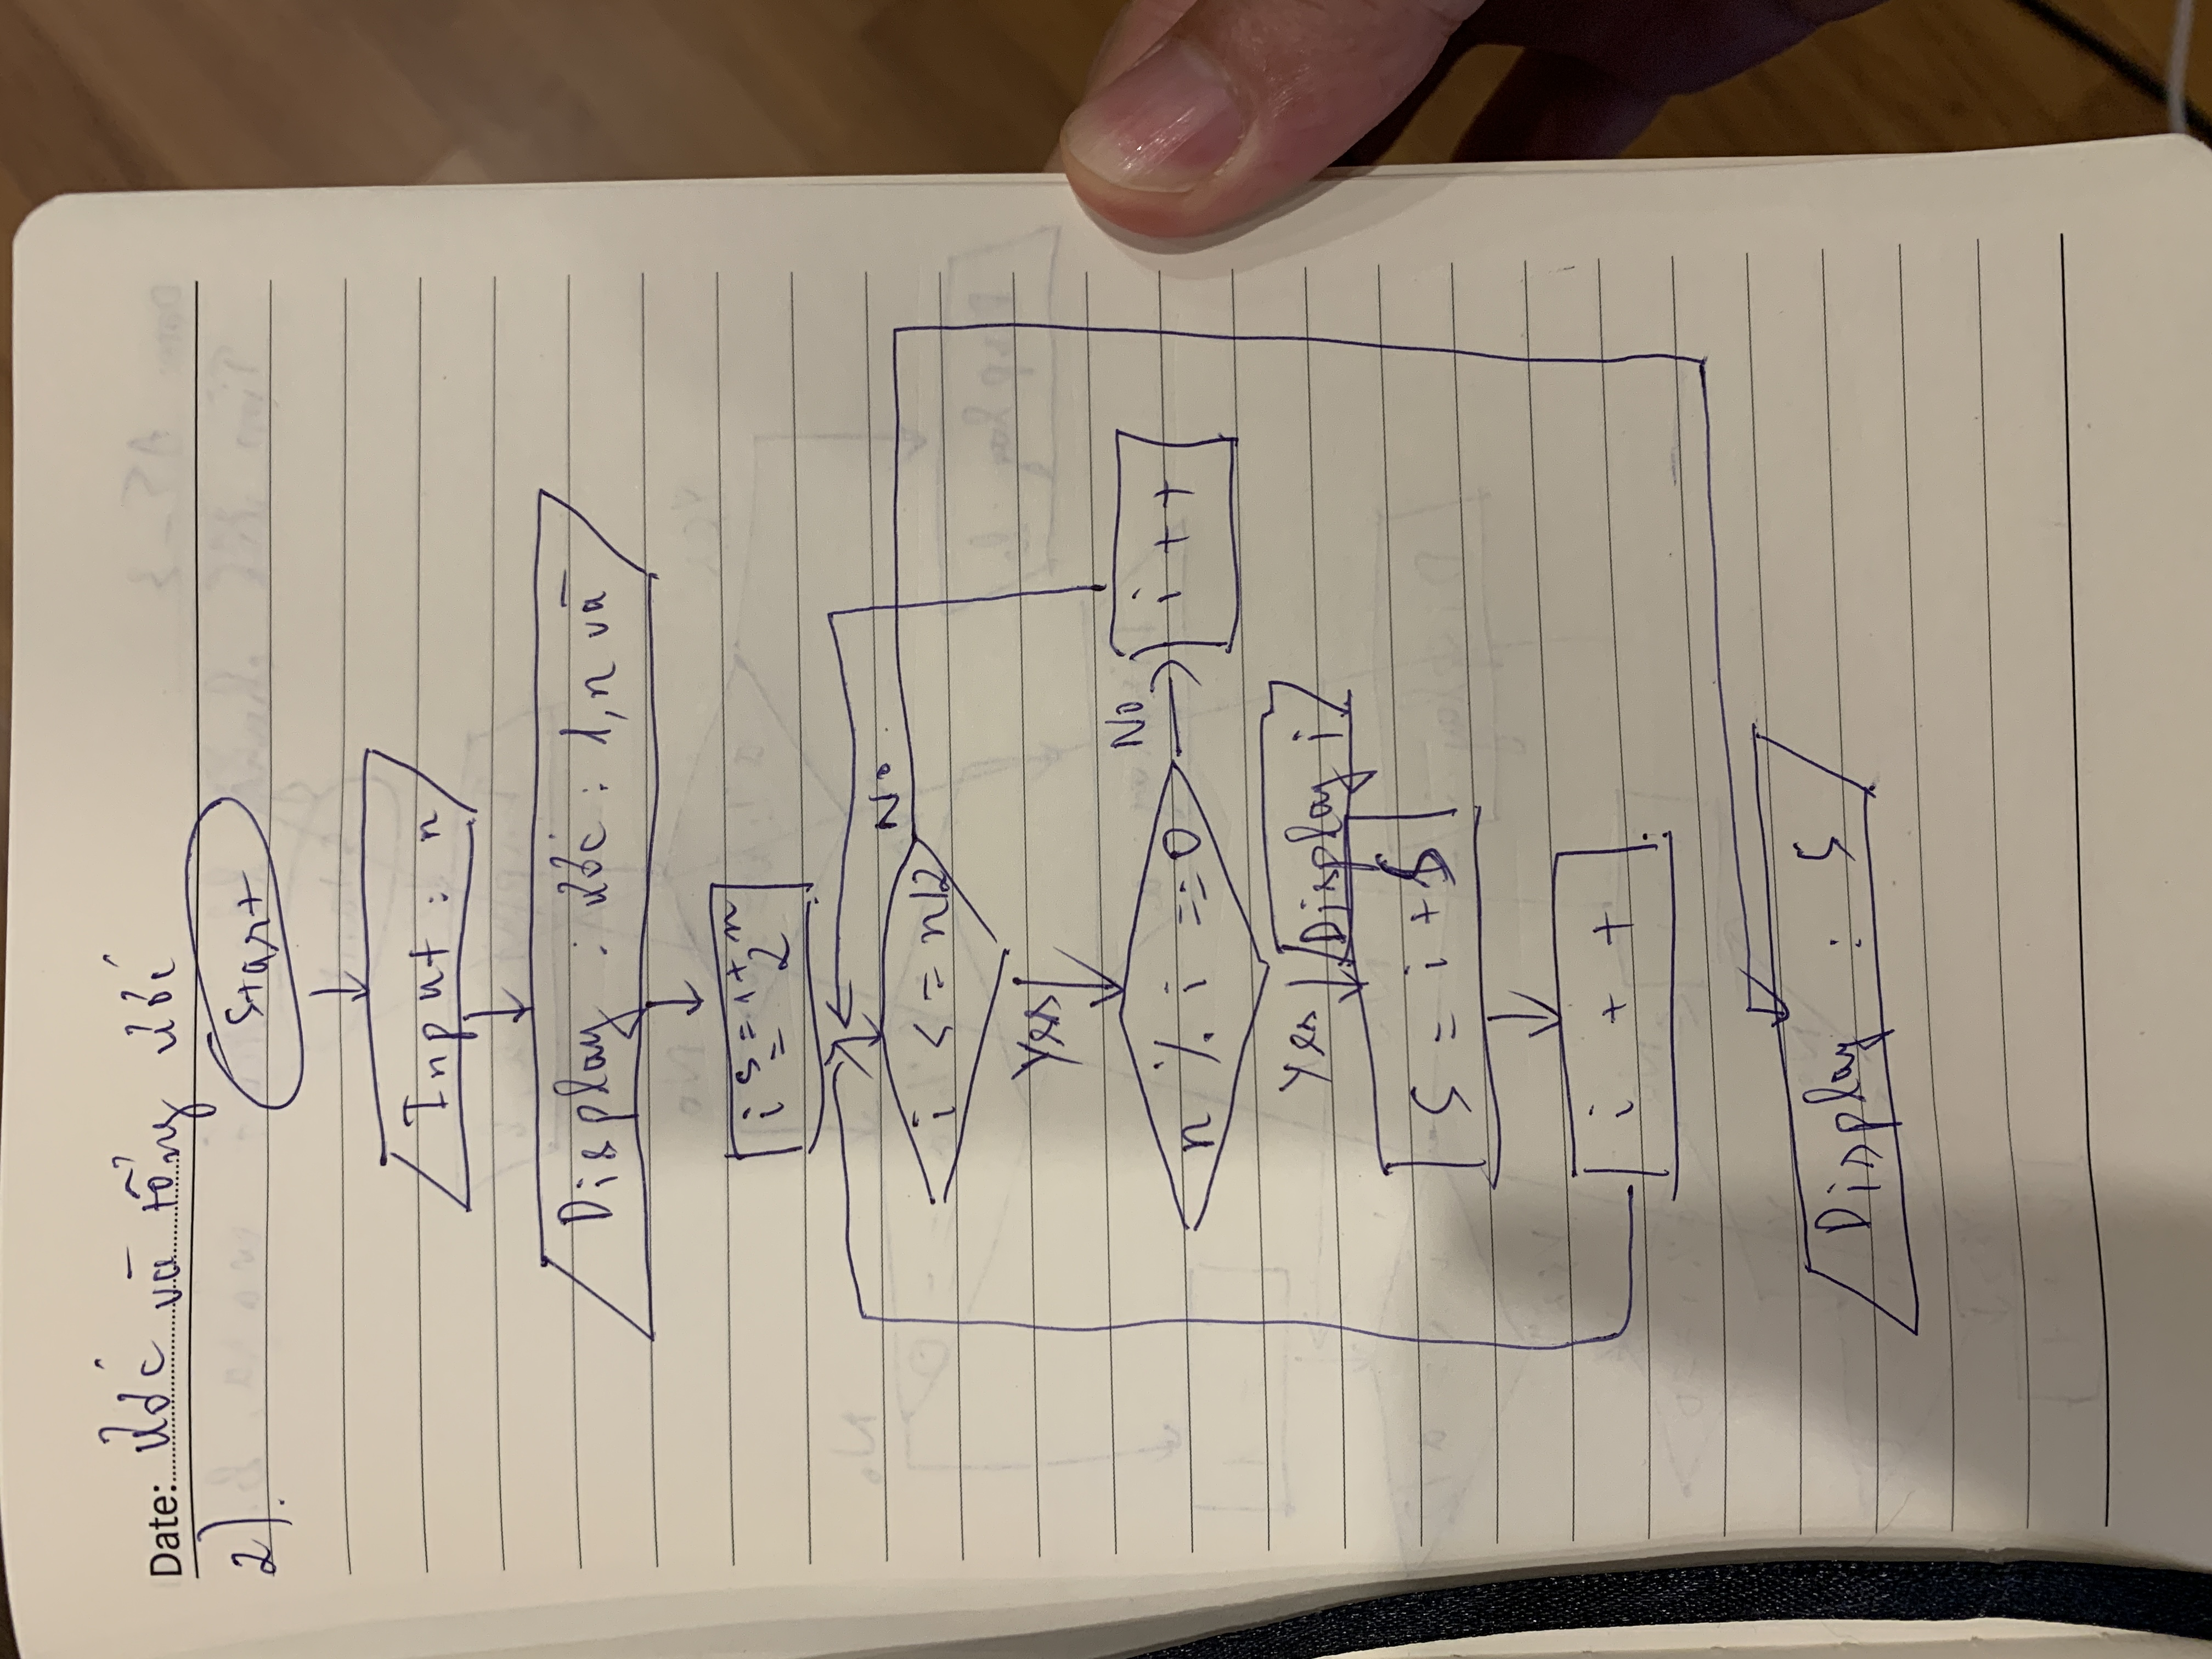 Date: ước và tổng ước
2).
Start
Input : n
Display : ước : 1, n và
S = 1 + n
i = 2
i <= n/2
No
Yes
n % i == 0
No
i ++
Yes
Display i
S = i + S
i ++
Display : S